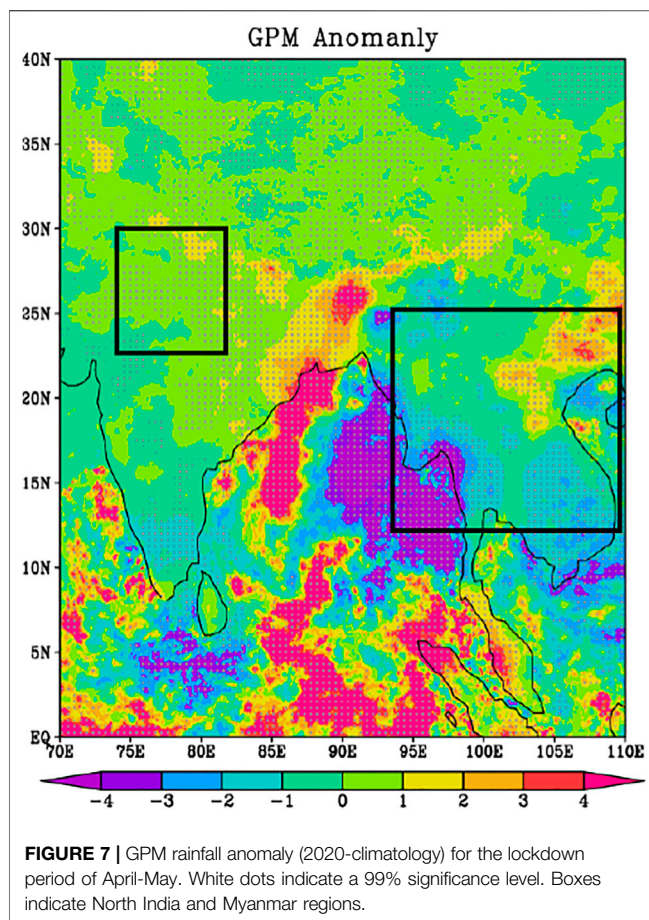 GPM Anomanly
40N
35N
30N
25N
20N
15N
10N
5N
EQ
70E 75E 80E 85E 90E 95E 100E 105E 110E
-4 -3 -2 -1 0 1 2 3 4
FIGURE 7 | GPM rainfall anomaly (2020-climatology) for the lockdown
period of April-May. White dots indicate a 99% significance level. Boxes
indicate North India and Myanmar regions.